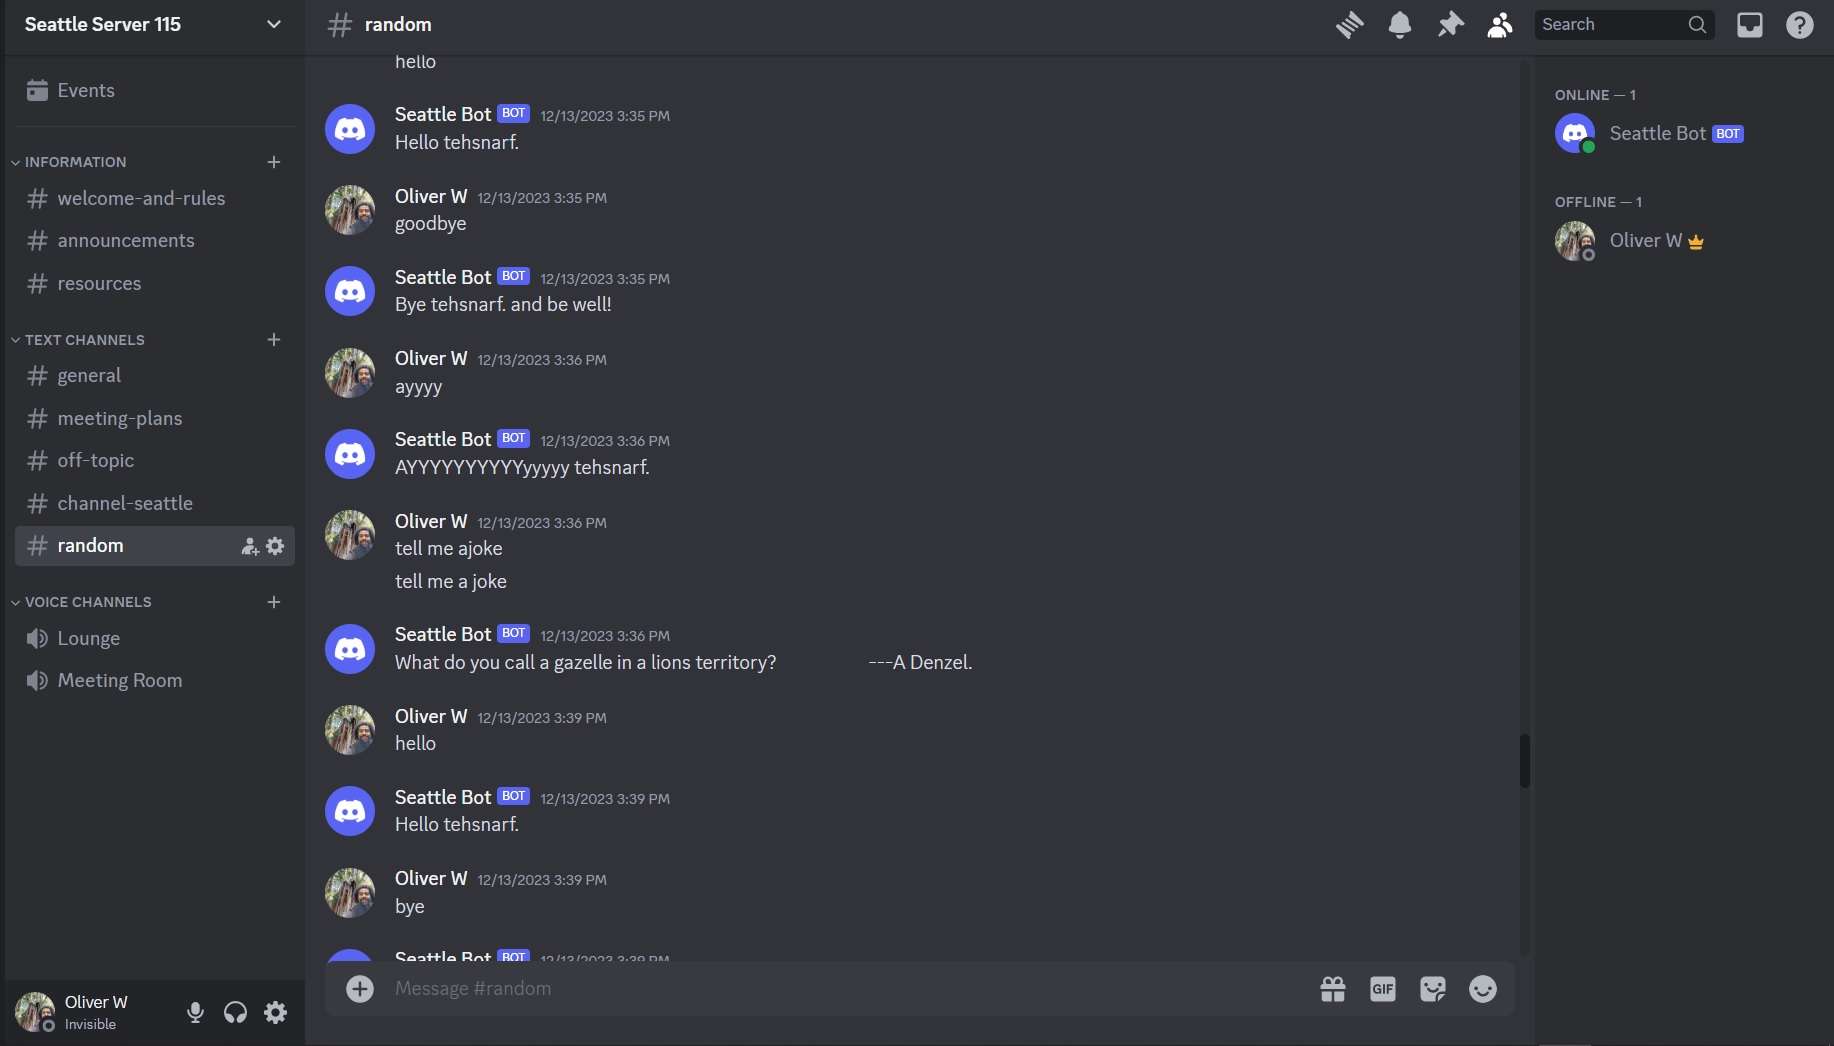 Seattle Server 115
Events
INFORMATION
welcome-and-rules
announcements
resources
TEXT CHANNELS
general
meeting-plans
off-topic
channel-seattle
random
VOICE CHANNELS
Lounge
Meeting Room
Oliver W
Invisible
random
Search
hello
Seattle Bot BOT 12/13/2023 3:35 PM
Hello tehsnarf.
Oliver W 12/13/2023 3:35 PM
goodbye
Seattle Bot BOT 12/13/2023 3:35 PM
Bye tehsnarf. and be well!
Oliver W 12/13/2023 3:36 PM
ayyyy
Seattle Bot BOT 12/13/2023 3:36 PM
AYYYYYYYYYYyyyyy tehsnarf.
Oliver W 12/13/2023 3:36 PM
tell me ajoke
tell me a joke
Seattle Bot BOT 12/13/2023 3:36 PM
What do you call a gazelle in a lions territory? ---A Denzel.
Oliver W 12/13/2023 3:39 PM
hello
Seattle Bot BOT 12/13/2023 3:39 PM
Hello tehsnarf.
Oliver W 12/13/2023 3:39 PM
bye
Seattle Bot BOT 12/13/2023 3:39 PM
Message #random
GIF
ONLINE — 1
Seattle Bot BOT
OFFLINE — 1
Oliver W